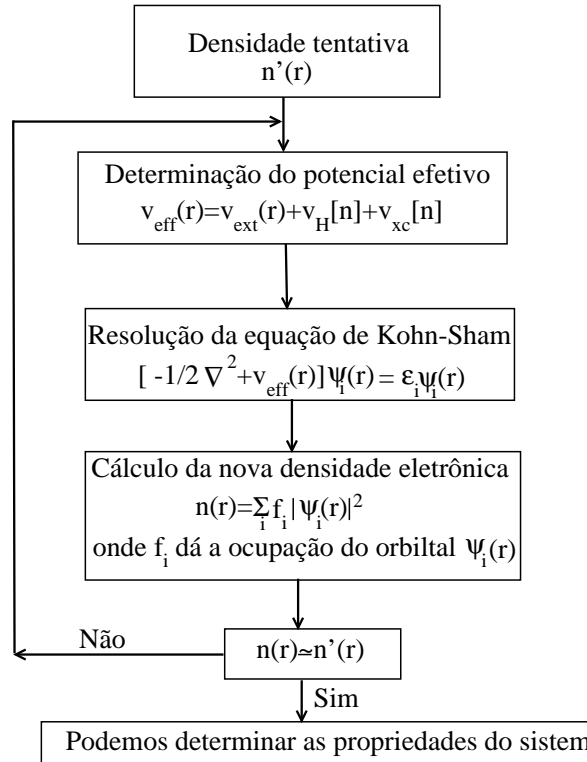 Densidade tentativa
n’(r)
Determinação do potencial efetivo
v_eff(r)=v_ext(r)+v_H[n]+v_xc[n]
Resolução da equação de Kohn-Sham
[ -1/2 ∇²+v_eff(r)]ψ_i(r) = ε_iψ_i(r)
Cálculo da nova densidade eletrônica
n(r)=Σ_i f_i|ψ_i(r)|²
onde f_i dá a ocupação do orbiltal ψ_i(r)
Não
n(r)≃n’(r)
Sim
Podemos determinar as propriedades do sistem